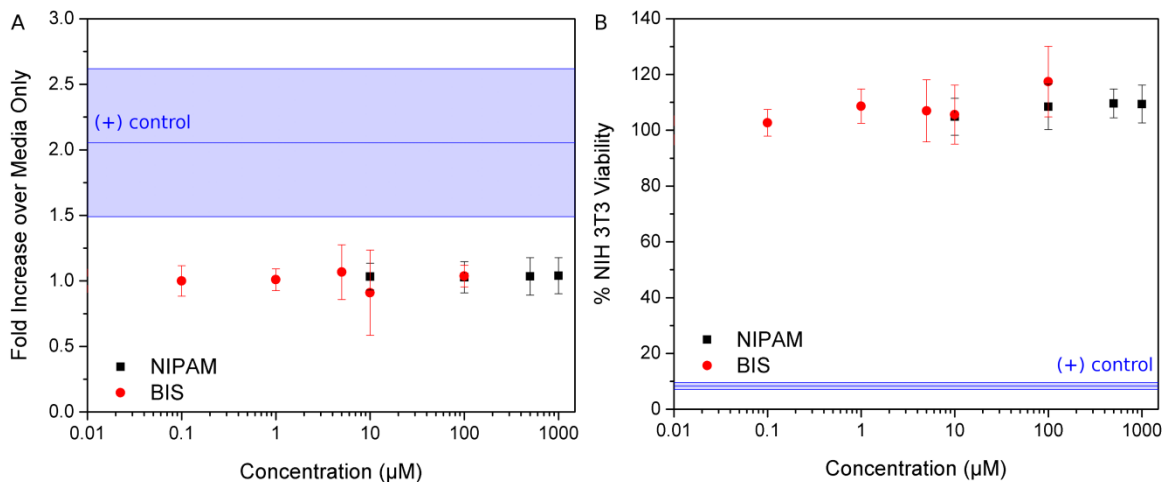 A
Fold Increase over Media Only
3.0
2.5
2.0
1.5
1.0
0.5
0.0
(+) control
NIPAM
BIS
0.01 0.1 1 10 100 1000
Concentration (µM)
B
% NIH 3T3 Viability
140
120
100
80
60
40
20
0
NIPAM
BIS
(+) control
0.01 0.1 1 10 100 1000
Concentration (µM)